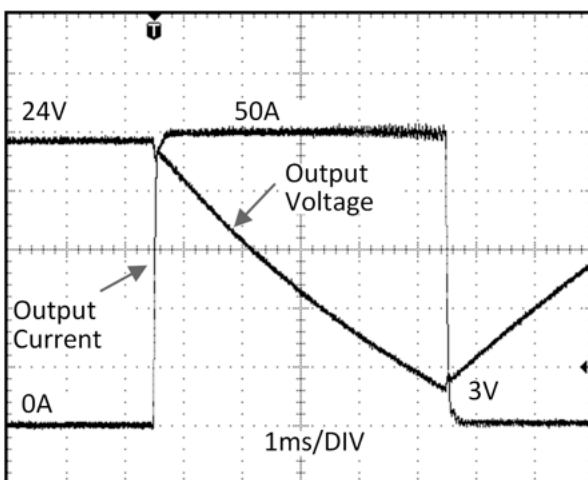 T
24V
50A
Output
Voltage
Output
Current
0A
3V
1ms/DIV